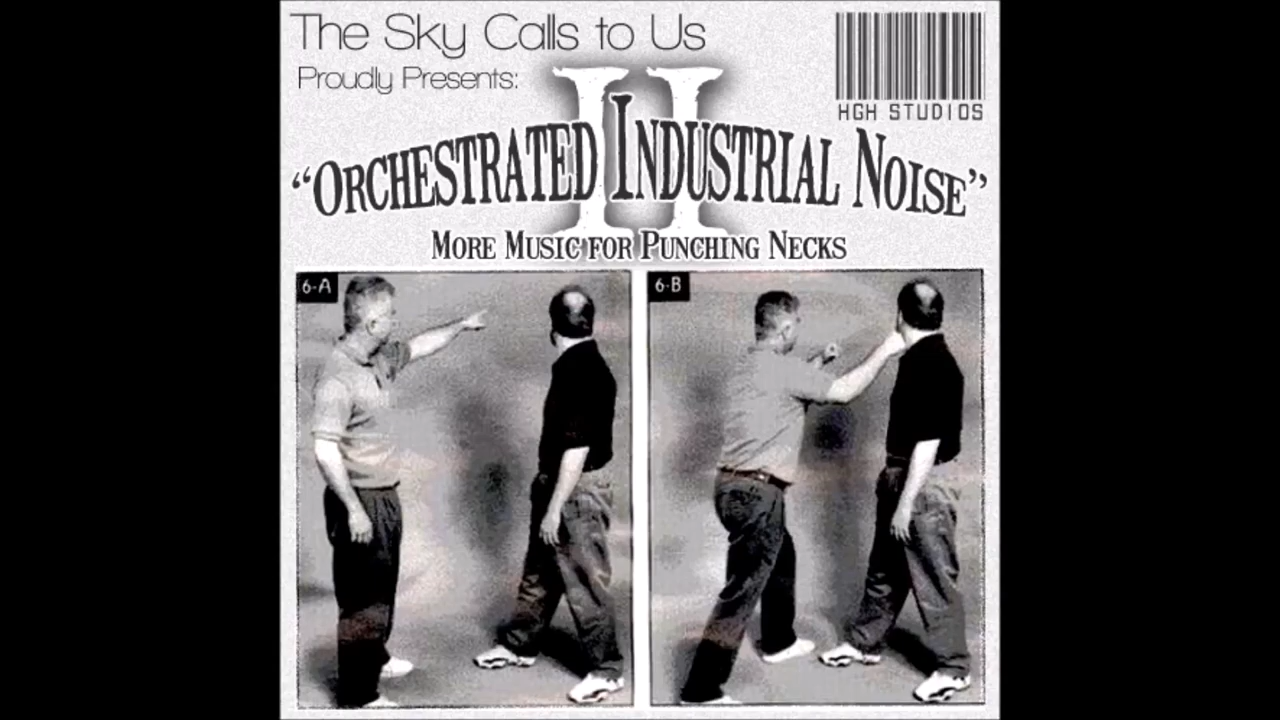 The Sky Calls to Us
Proudly Presents:
HGH STUDIOS
II
“ORCHESTRATED INDUSTRIAL NOISE”
MORE MUSIC FOR PUNCHING NECKS
6-A
6-B